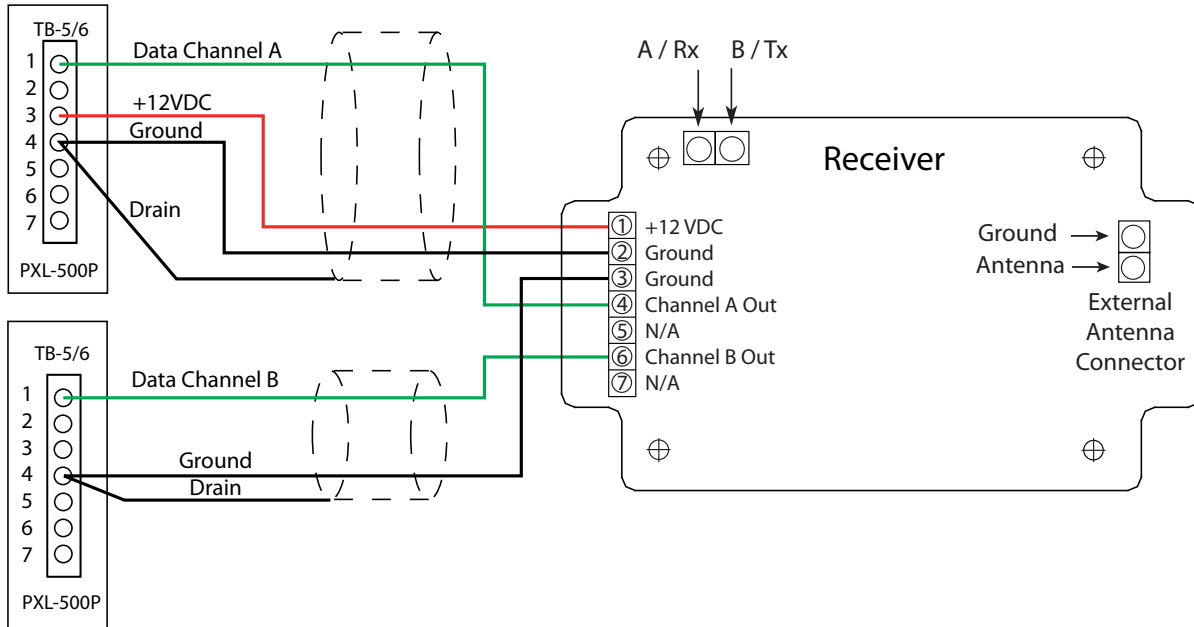 TB-5/6
1
2
3
4
5
6
7
PXL-500P
Data Channel A
+12VDC
Ground
Drain
TB-5/6
1
2
3
4
5
6
7
PXL-500P
Data Channel B
Ground
Drain
A / Rx
B / Tx
Receiver
① +12 VDC
② Ground
③ Ground
④ Channel A Out
⑤ N/A
⑥ Channel B Out
⑦ N/A
Ground
Antenna
External
Antenna
Connector